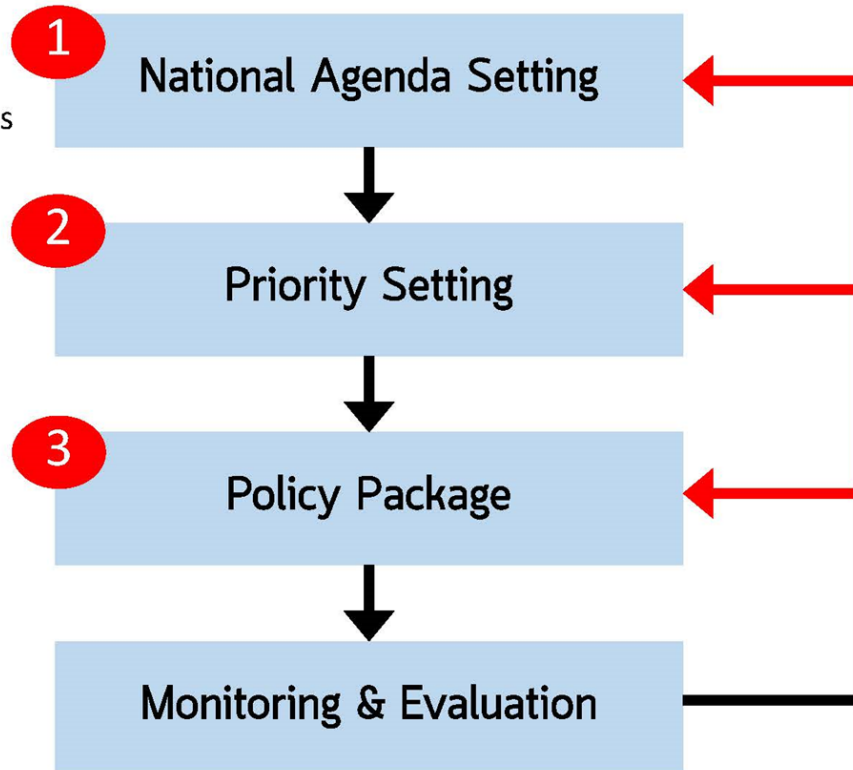 1
National Agenda Setting
s
2
Priority Setting
3
Policy Package
Monitoring & Evaluation